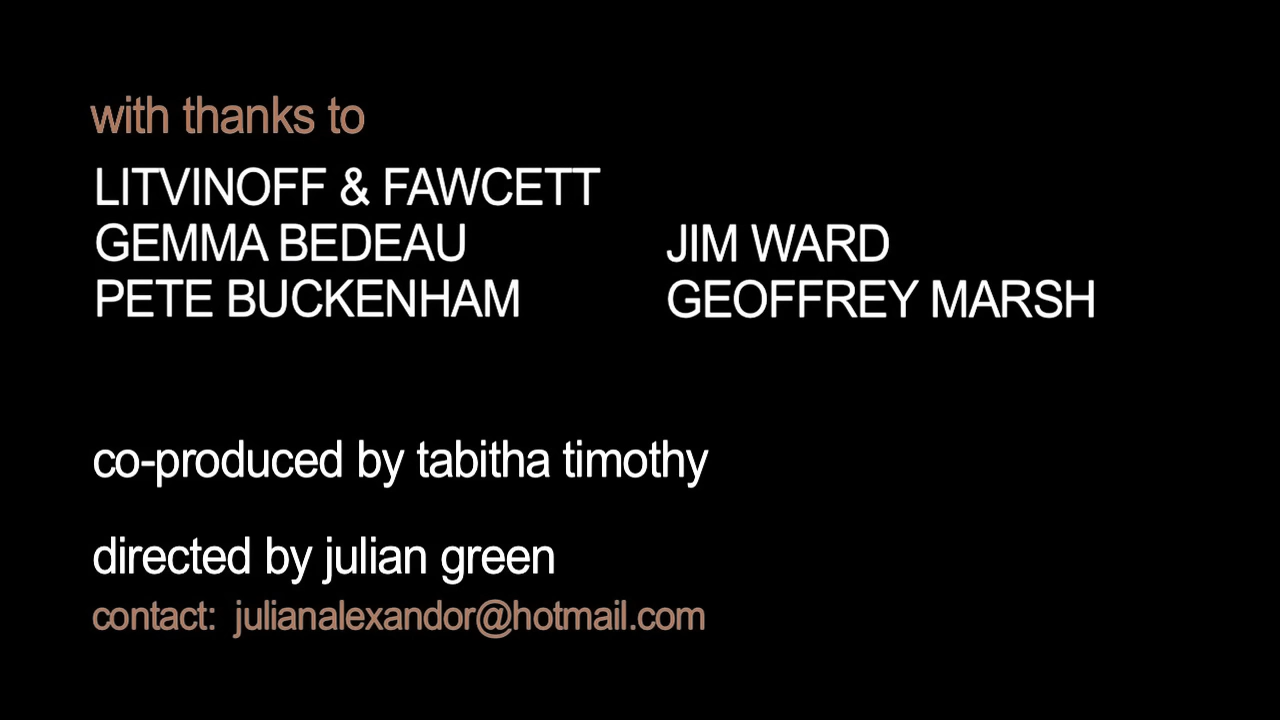 with thanks to
LITVINOFF & FAWCETT
GEMMA BEDEAU JIM WARD
PETE BUCKENHAM GEOFFREY MARSH
co-produced by tabitha timothy
directed by julian green
contact: julianalexandor@hotmail.com